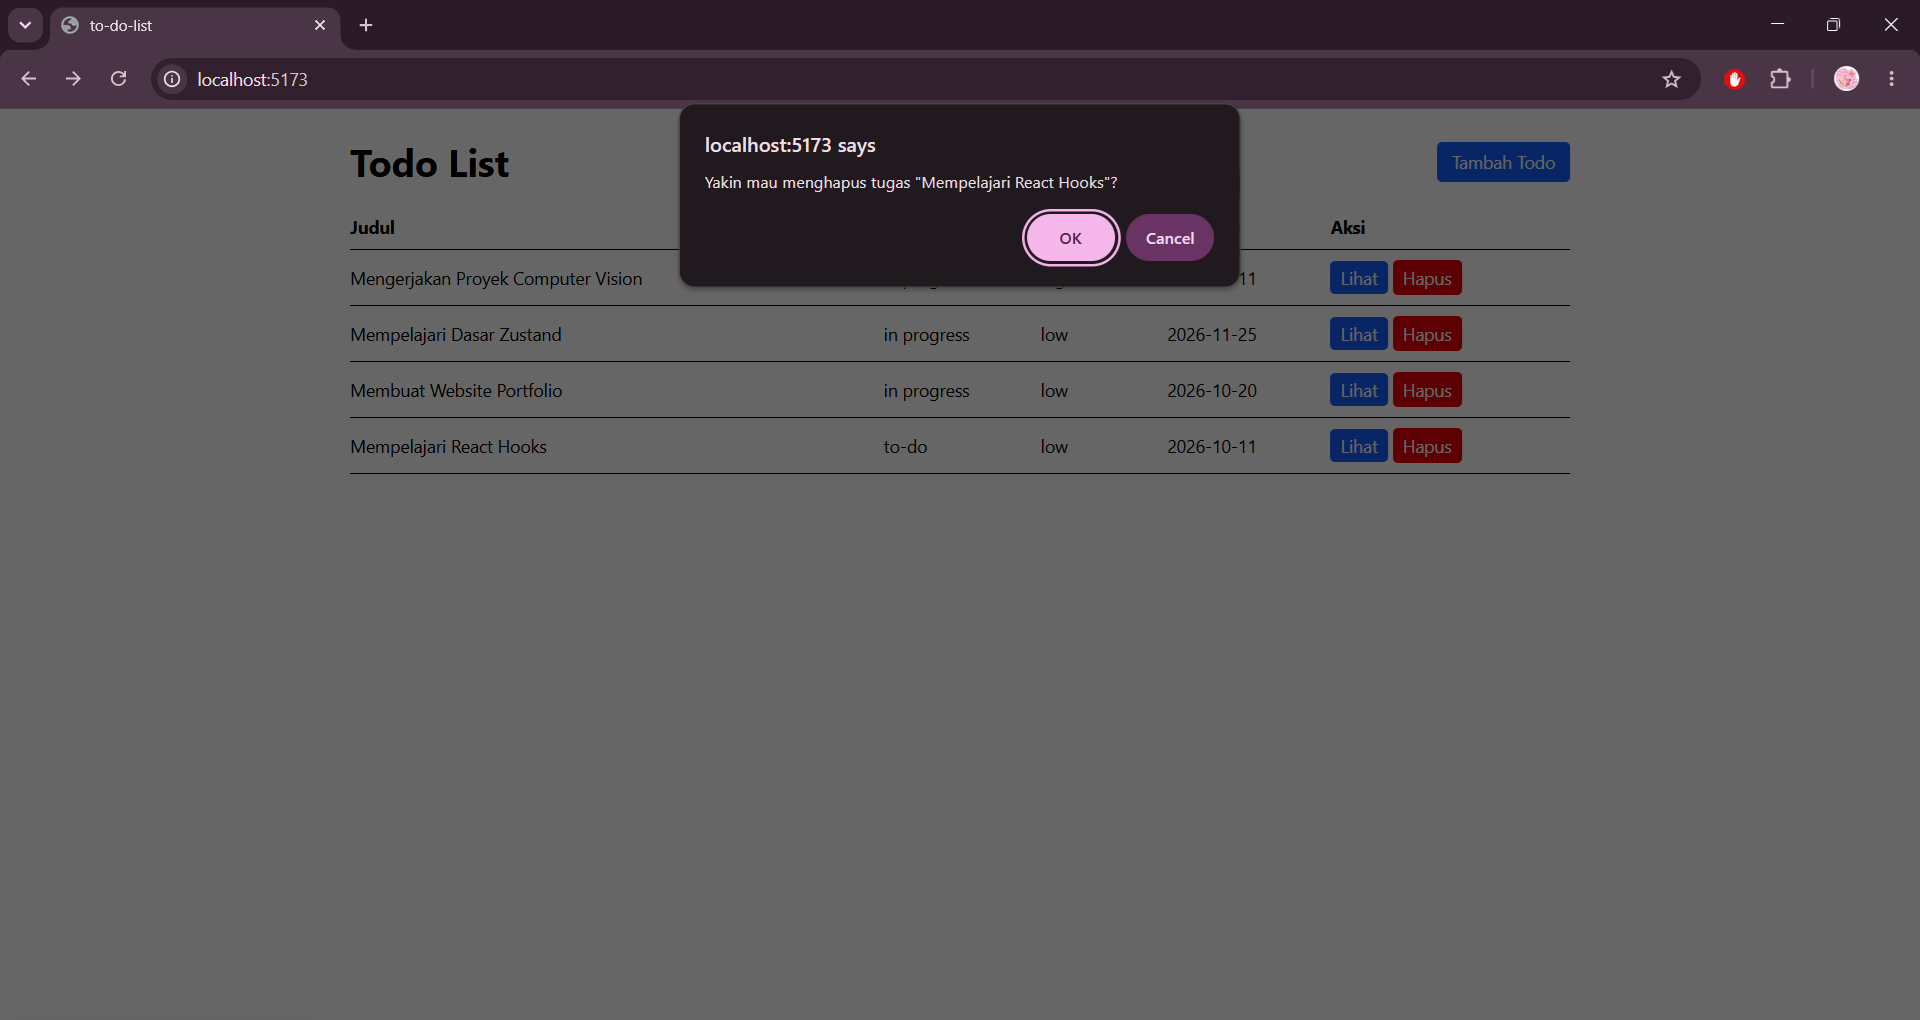 to-do-list
localhost:5173
localhost:5173 says
Yakin mau menghapus tugas "Mempelajari React Hooks"?
OK Cancel
Todo List Tambah Todo
Judul Aksi
Mengerjakan Proyek Computer Vision 11 Lihat Hapus
Mempelajari Dasar Zustand in progress low 2026-11-25 Lihat Hapus
Membuat Website Portfolio in progress low 2026-10-20 Lihat Hapus
Mempelajari React Hooks to-do low 2026-10-11 Lihat Hapus